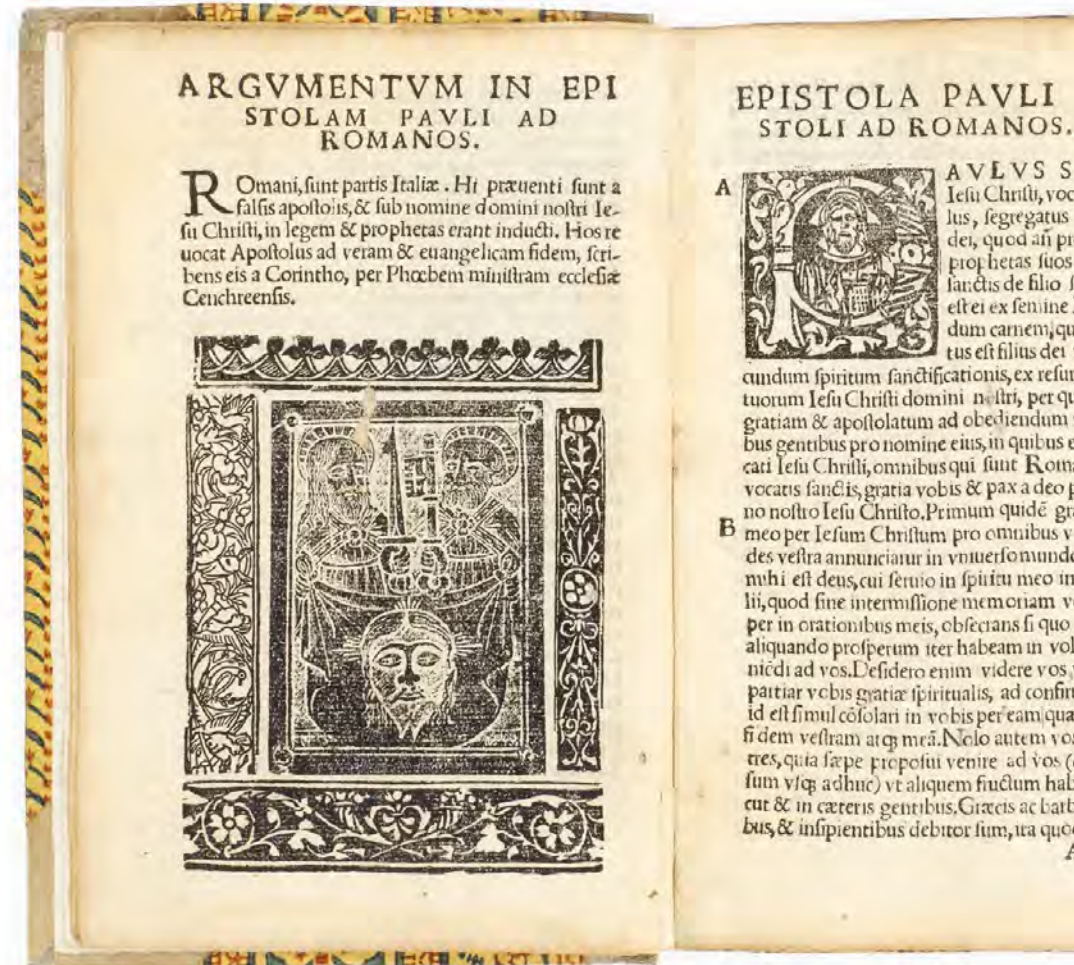 ARGVMENTVM IN EPI
STOLAM PAVLI AD
ROMANOS.
ROmani, sunt partis Italiæ. Hi præuenti sunt a
falsis apostolis, & sub nomine domini nostri Ie-
su Christi, in legem & prophetas erant inducti. Hos re
uocat Apostolus ad veram & euangelicam fidem, scri-
bens eis a Corintho, per Phœbem ministram ecclesiæ
Cenchreensis.
EPISTOLA PAVLI
STOLI AD ROMANOS.
A
AVLVS S
Iesu Christi, voc
lus, segregatus
dei, quod añ pr
prophetas suos
sanctis de filio s
est ei ex semine
dum carnem, qu
tus est filius dei
cundum spiritum sanctificationis, ex resur
tuorum Iesu Christi domini nostri, per qu
gratiam & apostolatum ad obediendum
bus gentibus pro nomine eius, in quibus e
cati Iesu Christi, omnibus qui sunt Roma
vocatis sanctis, gratia vobis & pax a deo p
no nostro Iesu Christo. Primum quidē gra
B
meo per Iesum Christum pro omnibus v
des vestra annunciatur in vniuerso mundo
mihi est deus, cui seruio in spiritu meo in
lii, quod sine intermissione memoriam ve
per in orationibus meis, obsecrans si quo
aliquando prosperum iter habeam in vol
niēdi ad vos. Desidero enim videre vos
partiar vobis gratiæ spiritualis, ad confir
id est simul cōsolari in vobis per eam qua
fidem vestram atq; meā. Nolo autem vos
tres, quia sæpe proposui venire ad vos (
sum vsq; adhuc) vt aliquem fructum hab
cut & in cæteris gentibus. Græcis ac barb
bus, & insipientibus debitor sum, ita quo
A